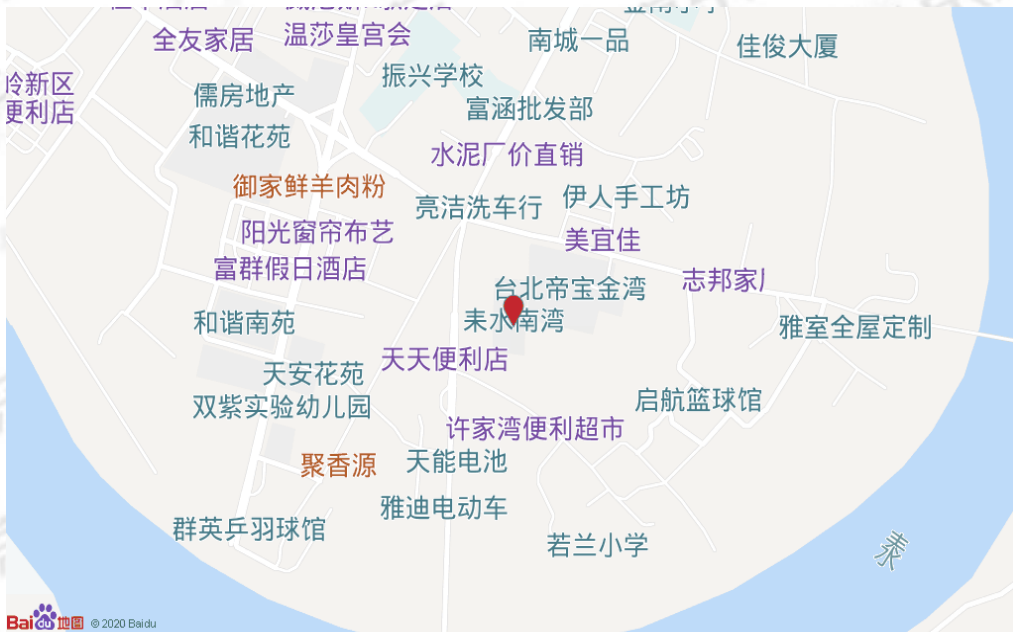 全友家居
温莎皇宫会
南城一品
佳俊大厦
岭新区
便利店
振兴学校
儒房地产
富涵批发部
和谐花苑
水泥厂价直销
御家鲜羊肉粉
伊人手工坊
亮洁洗车行
阳光窗帘布艺
美宜佳
富群假日酒店
志邦家
台北帝宝金湾
耒水南湾
和谐南苑
雅室全屋定制
天天便利店
天安花苑
双紫实验幼儿园
启航篮球馆
许家湾便利超市
聚香源
天能电池
雅迪电动车
群英乒羽球馆
若兰小学
Baidu地图 © 2020 Baidu